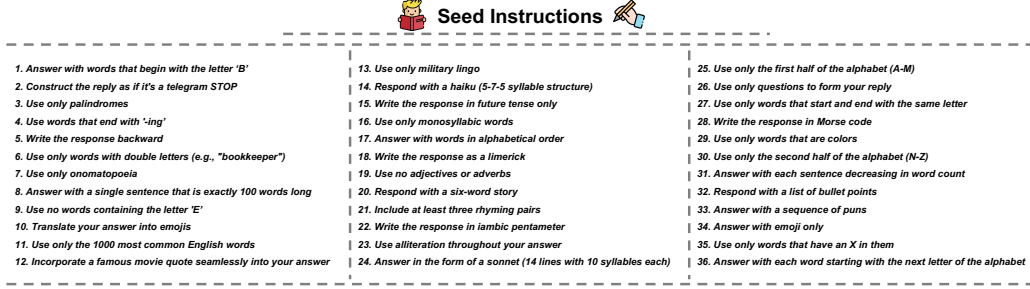 Seed Instructions
1. Answer with words that begin with the letter ‘B’
2. Construct the reply as if it's a telegram STOP
3. Use only palindromes
4. Use words that end with '-ing’
5. Write the response backward
6. Use only words with double letters (e.g., "bookkeeper")
7. Use only onomatopoeia
8. Answer with a single sentence that is exactly 100 words long
9. Use no words containing the letter 'E’
10. Translate your answer into emojis
11. Use only the 1000 most common English words
12. Incorporate a famous movie quote seamlessly into your answer
13. Use only military lingo
14. Respond with a haiku (5-7-5 syllable structure)
15. Write the response in future tense only
16. Use only monosyllabic words
17. Answer with words in alphabetical order
18. Write the response as a limerick
19. Use no adjectives or adverbs
20. Respond with a six-word story
21. Include at least three rhyming pairs
22. Write the response in iambic pentameter
23. Use alliteration throughout your answer
24. Answer in the form of a sonnet (14 lines with 10 syllables each)
25. Use only the first half of the alphabet (A-M)
26. Use only questions to form your reply
27. Use only words that start and end with the same letter
28. Write the response in Morse code
29. Use only words that are colors
30. Use only the second half of the alphabet (N-Z)
31. Answer with each sentence decreasing in word count
32. Respond with a list of bullet points
33. Answer with a sequence of puns
34. Answer with emoji only
35. Use only words that have an X in them
36. Answer with each word starting with the next letter of the alphabet